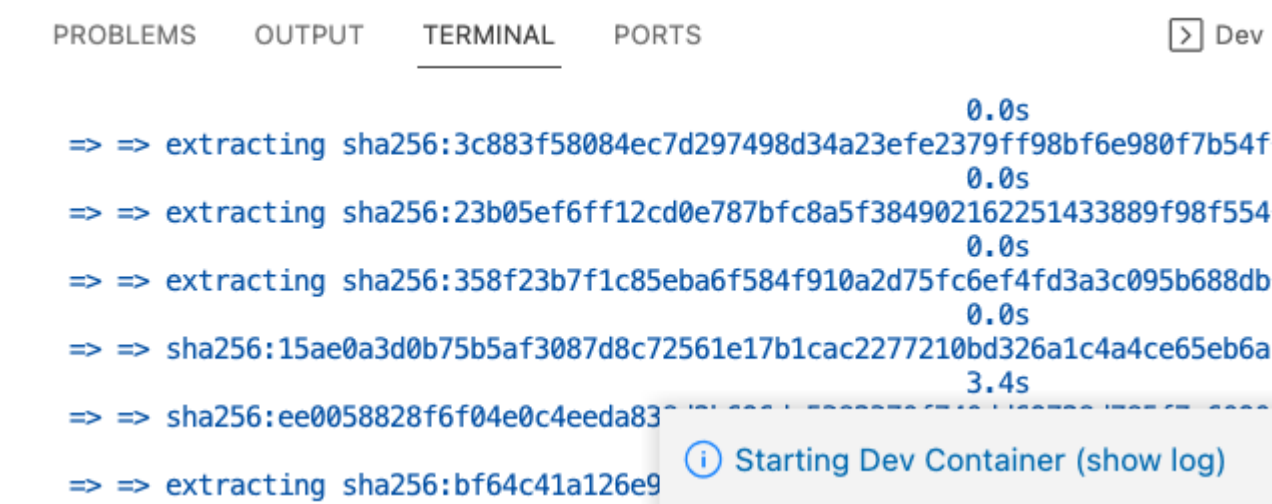 PROBLEMS OUTPUT TERMINAL PORTS Dev
0.0s
=> => extracting sha256:3c883f58084ec7d297498d34a23efe2379ff98bf6e980f7b54f
0.0s
=> => extracting sha256:23b05ef6ff12cd0e787bfc8a5f384902162251433889f98f554
0.0s
=> => extracting sha256:358f23b7f1c85eba6f584f910a2d75fc6ef4fd3a3c095b688db
0.0s
=> => sha256:15ae0a3d0b75b5af3087d8c72561e17b1cac2277210bd326a1c4a4ce65eb6a
3.4s
=> => sha256:ee0058828f6f04e0c4eeda83
Starting Dev Container (show log)
=> => extracting sha256:bf64c41a126e9